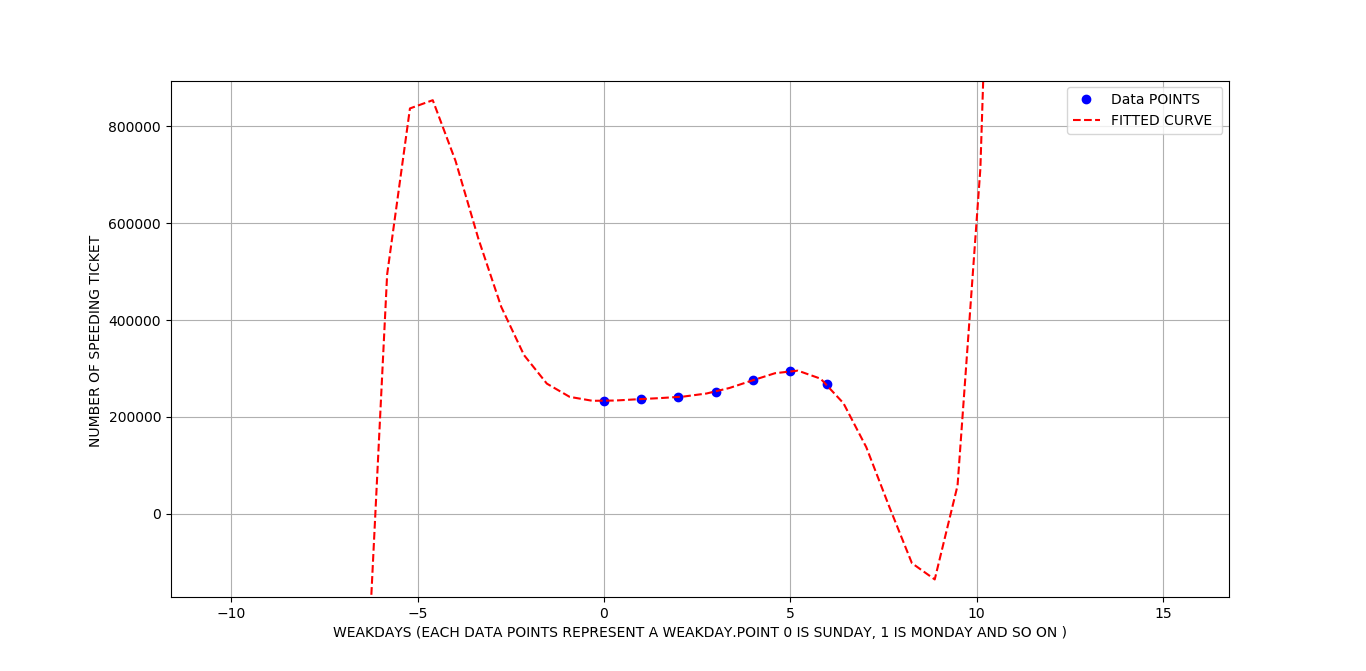 Data POINTS
FITTED CURVE
800000
600000
400000
200000
0
NUMBER OF SPEEDING TICKET
−10
−5
0
5
10
15
WEAKDAYS (EACH DATA POINTS REPRESENT A WEAKDAY.POINT 0 IS SUNDAY, 1 IS MONDAY AND SO ON )